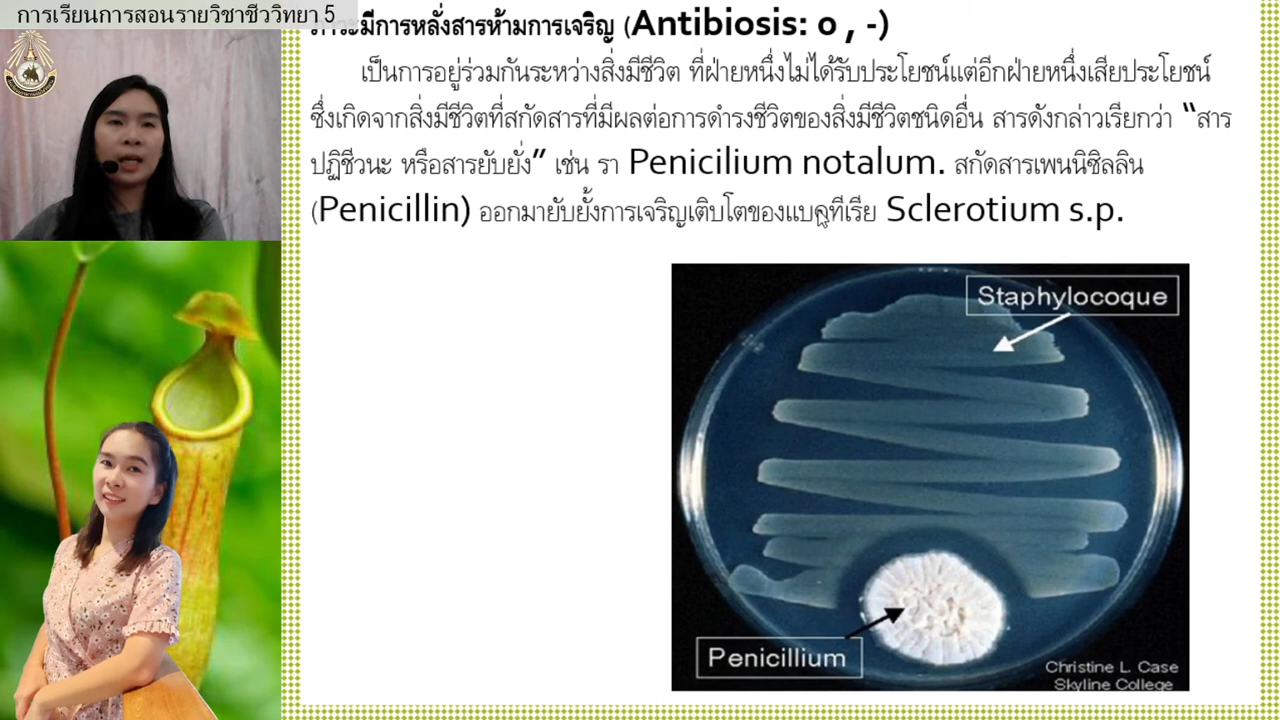 การเรียนการสอนรายวิชาชีววิทยา 5
ภาวะมีการหลั่งสารห้ามการเจริญ (Antibiosis: 0 , -)
เป็นการอยู่ร่วมกันระหว่างสิ่งมีชีวิต ที่ฝ่ายหนึ่งไม่ได้รับประโยชน์แต่อีกฝ่ายหนึ่งเสียประโยชน์
ซึ่งเกิดจากสิ่งมีชีวิตที่สกัดสารที่มีผลต่อการดำรงชีวิตของสิ่งมีชีวิตชนิดอื่น สารดังกล่าวเรียกว่า “สาร
ปฏิชีวนะ หรือสารยับยั่ง” เช่น รา Penicilium notalum. สกัดสารเพนนิซิลลิน
(Penicillin) ออกมายับยั้งการเจริญเติบโตของแบคทีเรีย Sclerotium s.p.
Staphylocoque
Penicillium
Christine L. Case
Skyline College